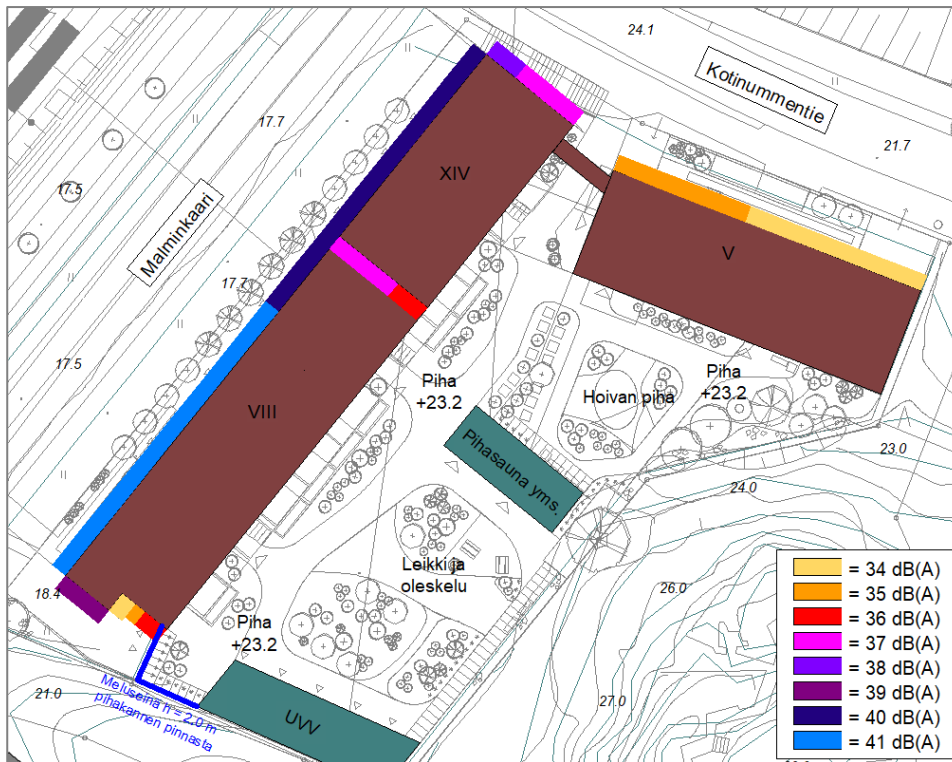 24.1
Kotinummentie
21.7
17.7
17.5
XIV
Malminkaari
V
17.7
17.5
Piha
+23.2
Hoivan piha
Piha
+23.2
VIII
Pihasauna yms.
23.0
24.0
Leikki ja
oleskelu
26.0
18.4
Piha
+23.2
21.0
Meluseinä h = 2.0 m
pihakannen pinnasta
UVV
27.0
= 34 dB(A)
= 35 dB(A)
= 36 dB(A)
= 37 dB(A)
= 38 dB(A)
= 39 dB(A)
= 40 dB(A)
= 41 dB(A)